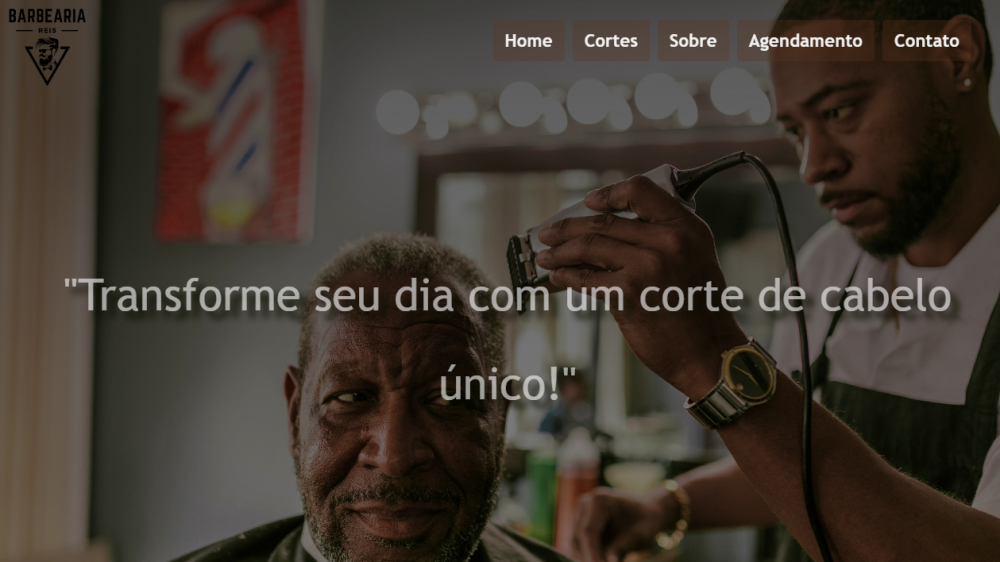 BARBEARIA
REIS
Home Cortes Sobre Agendamento Contato
"Transforme seu dia com um corte de cabelo
único!"